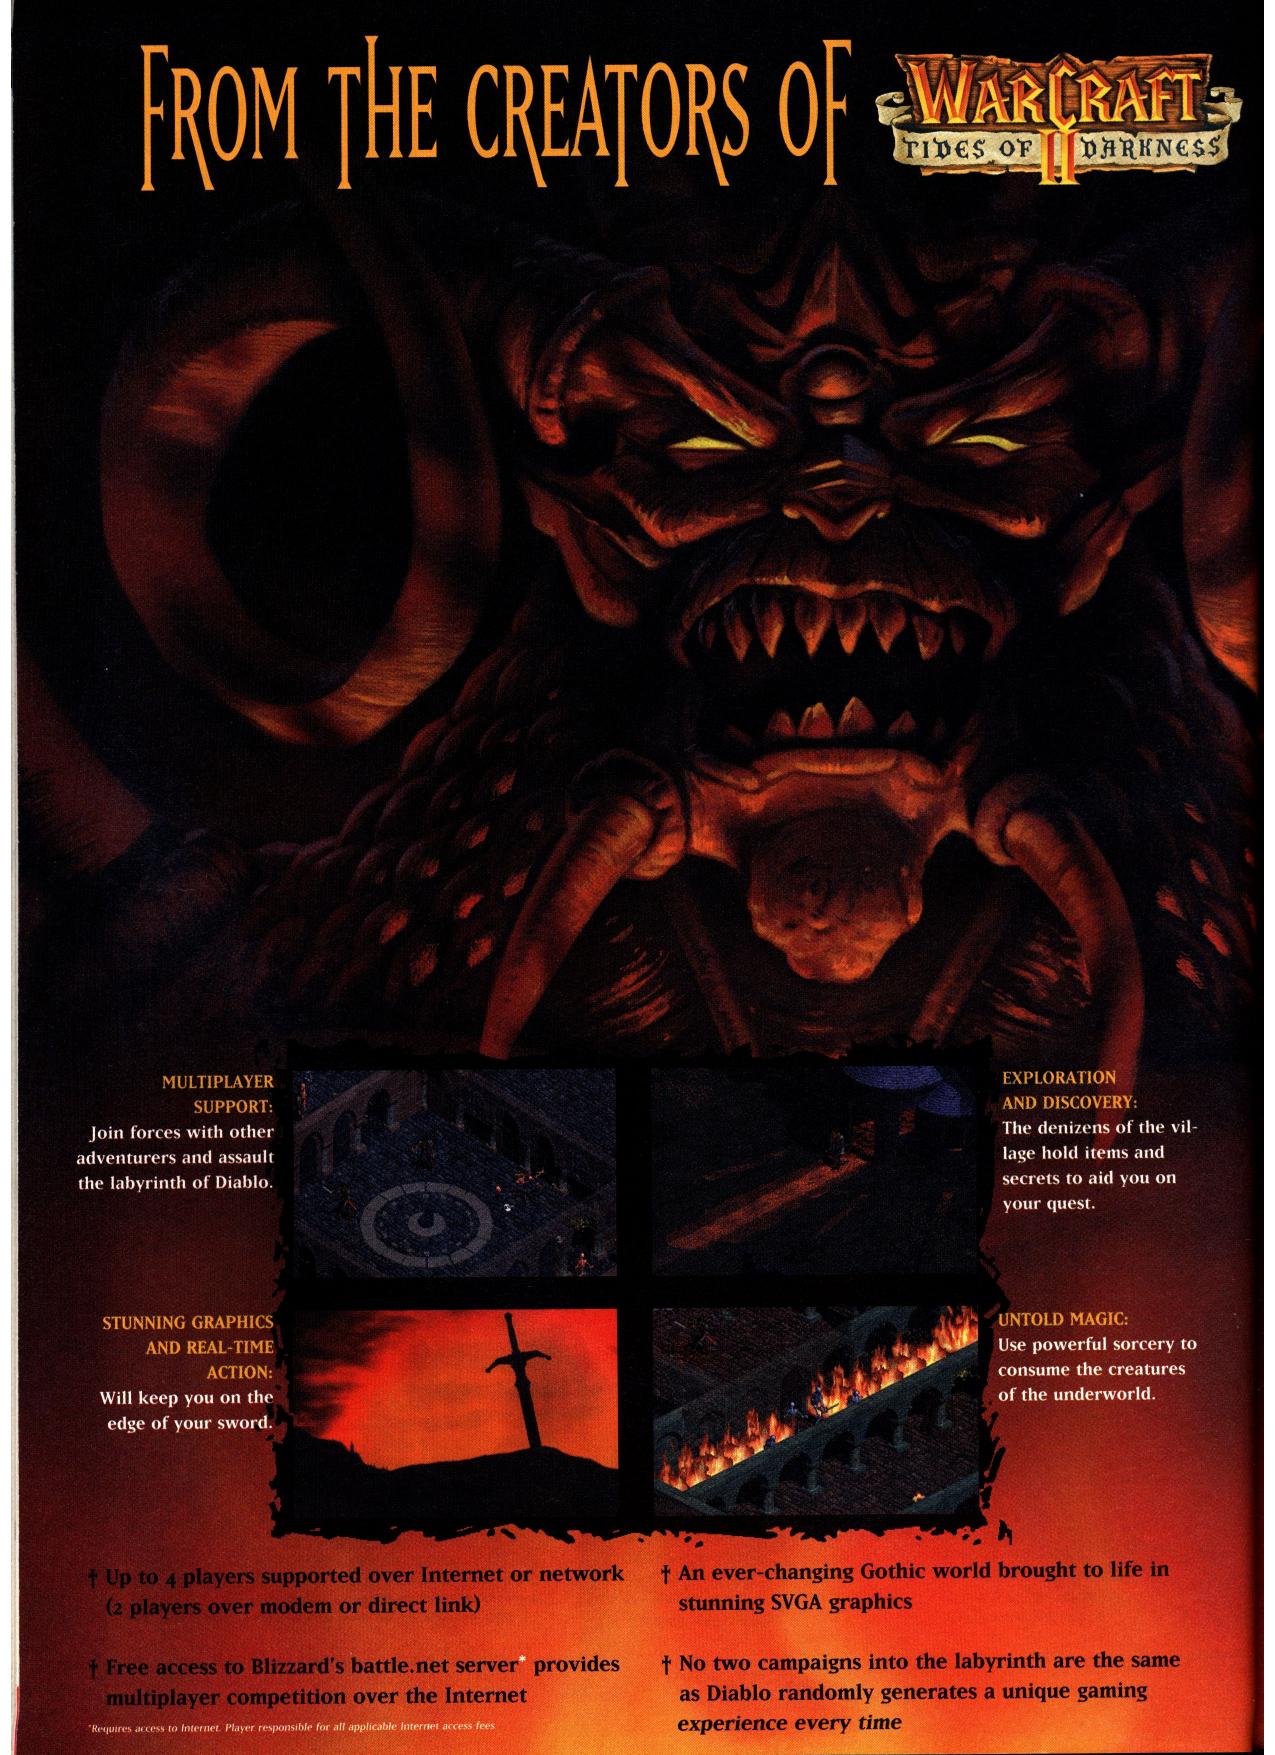 FROM THE CREATORS OF
WARCRAFT
TIDES OF II DARKNESS
MULTIPLAYER
SUPPORT:
Join forces with other
adventurers and assault
the labyrinth of Diablo.
EXPLORATION
AND DISCOVERY:
The denizens of the vil-
lage hold items and
secrets to aid you on
your quest.
STUNNING GRAPHICS
AND REAL-TIME
ACTION:
Will keep you on the
edge of your sword.
UNTOLD MAGIC:
Use powerful sorcery to
consume the creatures
of the underworld.
† Up to 4 players supported over Internet or network
(2 players over modem or direct link)
† Free access to Blizzard's battle.net server* provides
multiplayer competition over the Internet
*Requires access to Internet. Player responsible for all applicable Internet access fees
† An ever-changing Gothic world brought to life in
stunning SVGA graphics
† No two campaigns into the labyrinth are the same
as Diablo randomly generates a unique gaming
experience every time